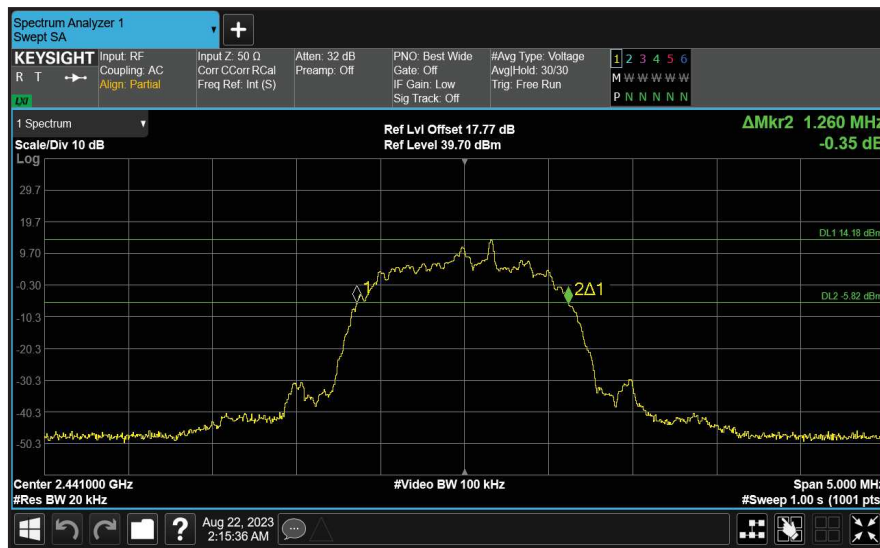 Spectrum Analyzer 1
Swept SA
+
KEYSIGHT
R T
LXI
Input: RF
Coupling: AC
Align: Partial
Input Z: 50 Ω
Corr CCorr RCal
Freq Ref: Int (S)
Atten: 32 dB
Preamp: Off
PNO: Best Wide
Gate: Off
IF Gain: Low
Sig Track: Off
#Avg Type: Voltage
Avg|Hold: 30/30
Trig: Free Run
1 2 3 4 5 6
M W W W W W
P N N N N N
1 Spectrum
Scale/Div 10 dB
Log
Ref Lvl Offset 17.77 dB
Ref Level 39.70 dBm
ΔMkr2 1.260 MHz
-0.35 dB
29.7
19.7
9.70
-0.30
-10.3
-20.3
-30.3
-40.3
-50.3
DL1 14.18 dBm
DL2 -5.82 dBm
1
2Δ1
Center 2.441000 GHz
#Res BW 20 kHz
#Video BW 100 kHz
Span 5.000 MHz
#Sweep 1.00 s (1001 pts
?
Aug 22, 2023
2:15:36 AM